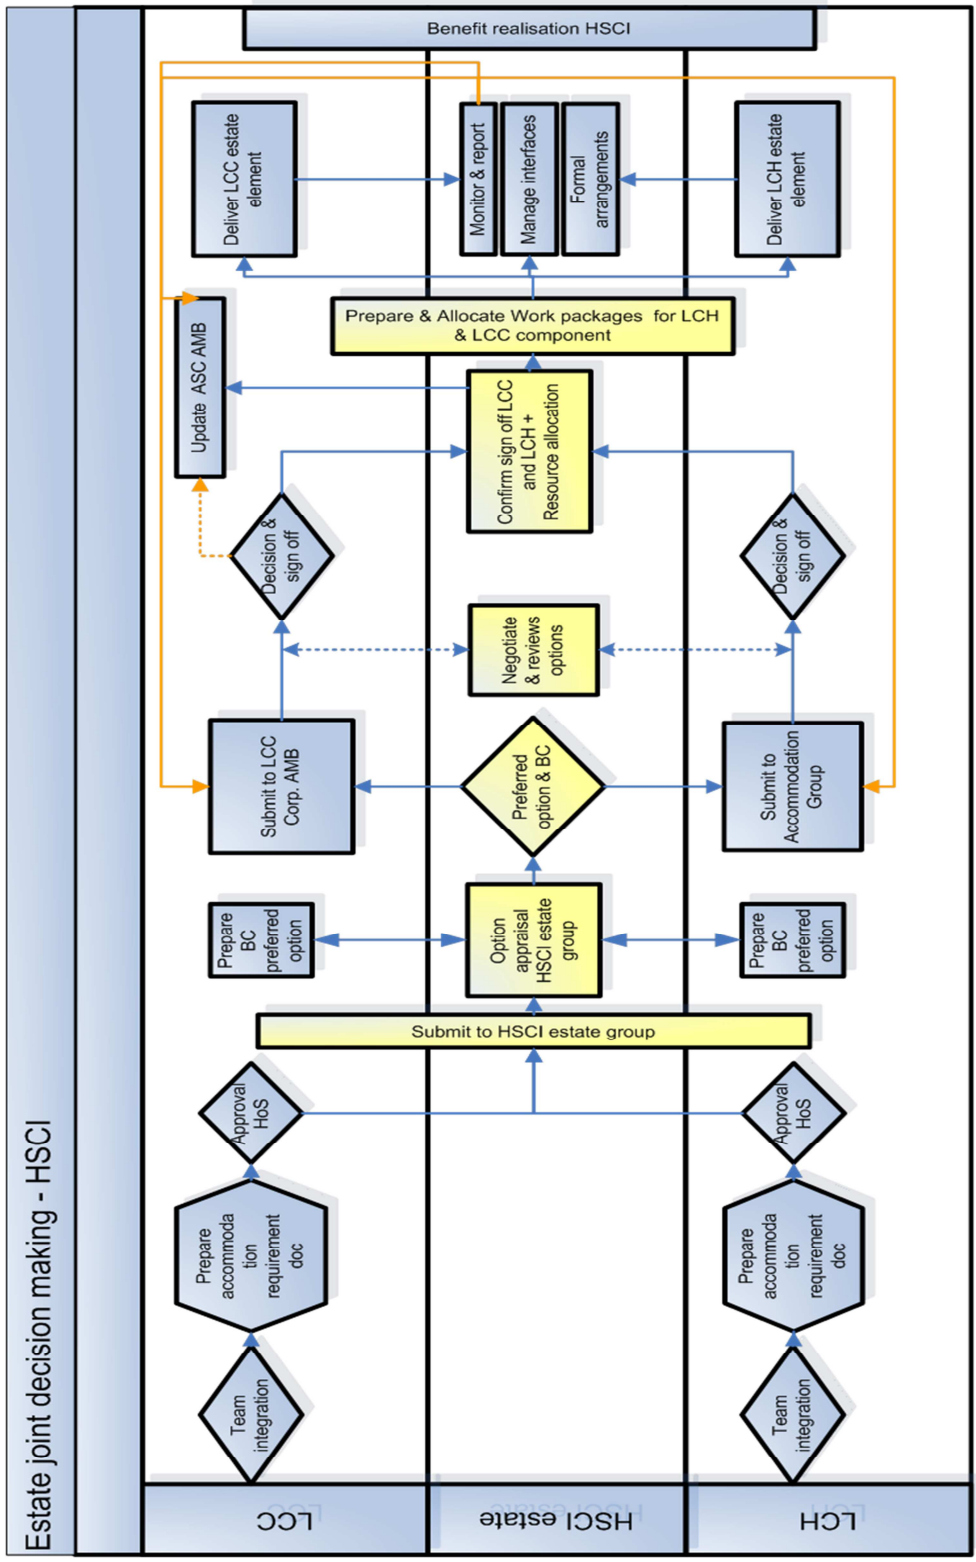 Estate joint decision making - HSCI
LCC
Team
integration
Prepare
accommoda
tion
requirement
doc
Approval
HoS
Prepare
BC
preferred
option
Submit to LCC
Corp. AMB
Decision &
sign off
Update ASC AMB
Deliver LCC estate
element
HSCI estate
Submit to HSCI estate group
Option
appraisal
HSCI estate
group
Preferred
option & BC
Negotiate
& reviews
options
Confirm sign off LCC
and LCH +
Resource allocation
Prepare & Allocate Work packages for LCH
& LCC component
Monitor & report
Manage interfaces
Formal
arrangements
Benefit realisation HSCI
LCH
Team
integration
Prepare
accommoda
tion
requirement
doc
Approval
HoS
Prepare
BC
preferred
option
Submit to
Accommodation
Group
Decision &
sign off
Deliver LCH estate
element